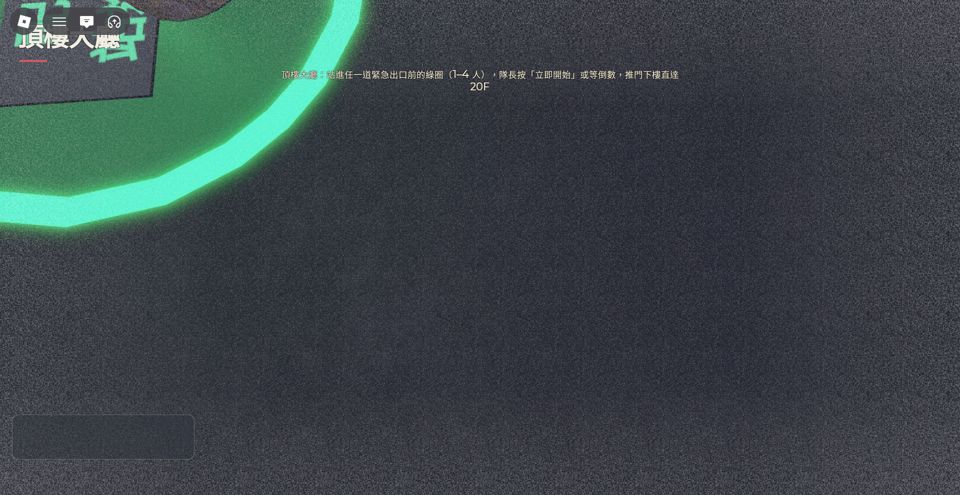 頂樓大廳
頂樓大廳：站進任一道緊急出口前的綠圈（1–4 人），隊長按「立即開始」或等倒數，推門下樓直達
20F